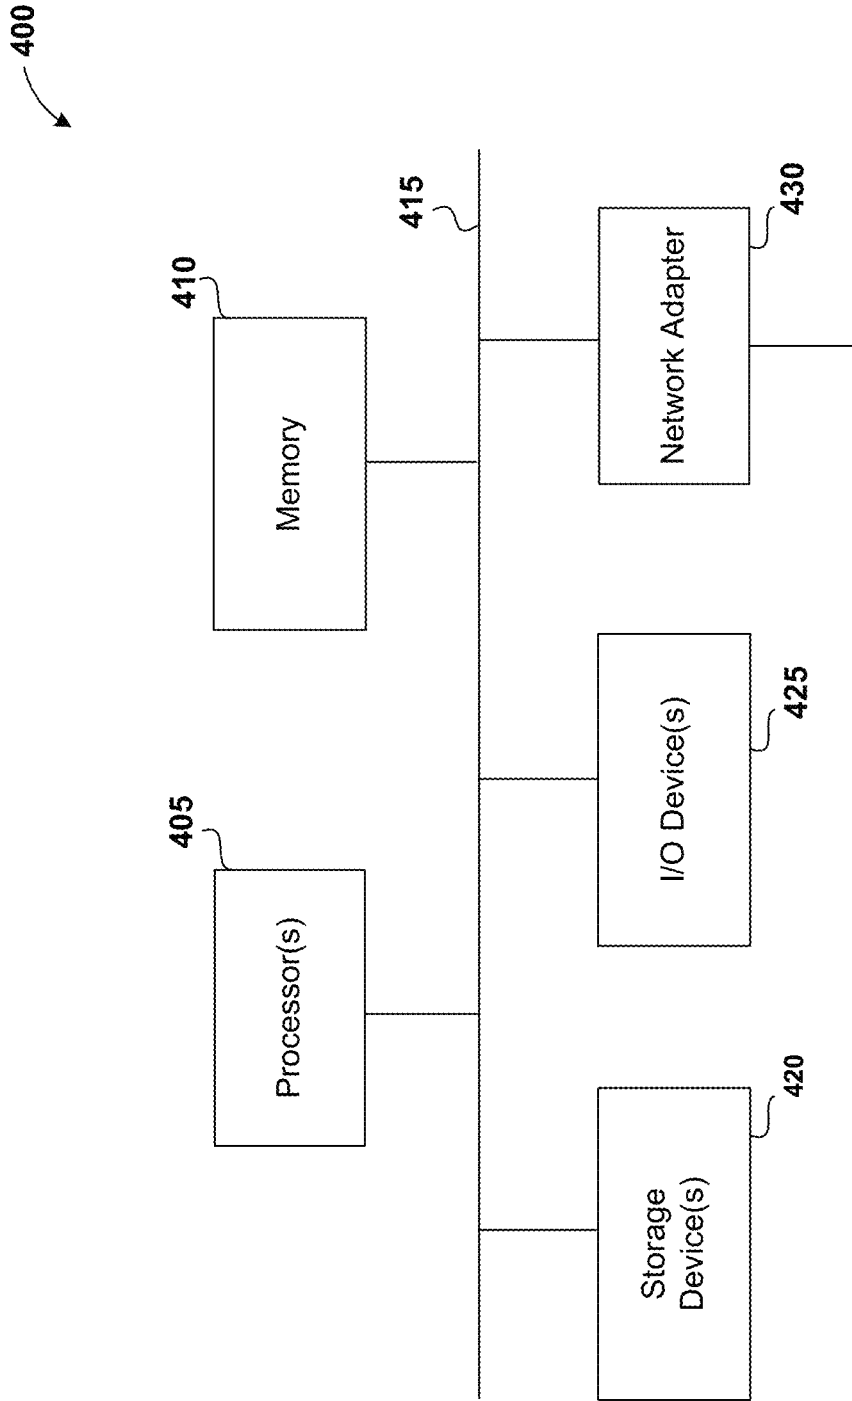 400
405
Processor(s)
410
Memory
415
Storage
Device(s)
420
I/O Device(s)
425
Network Adapter
430